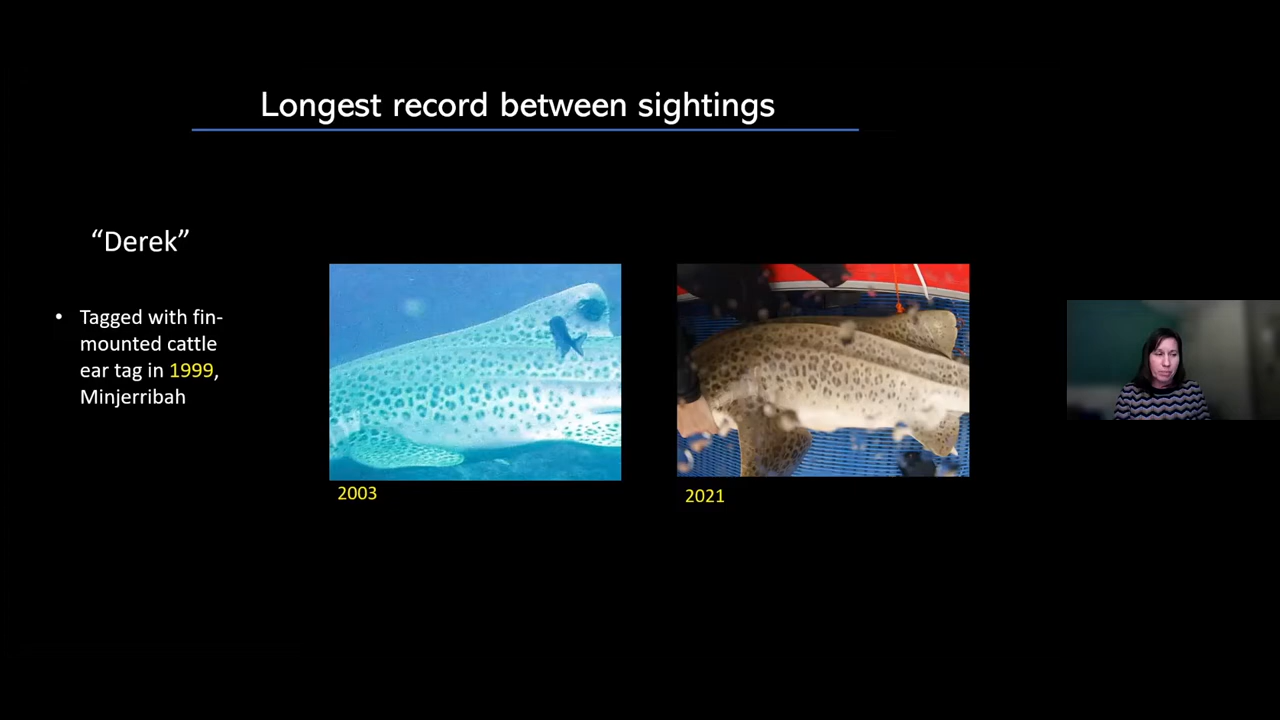 Longest record between sightings
“Derek”
• Tagged with fin-
mounted cattle
ear tag in 1999,
Minjerribah
2003
2021